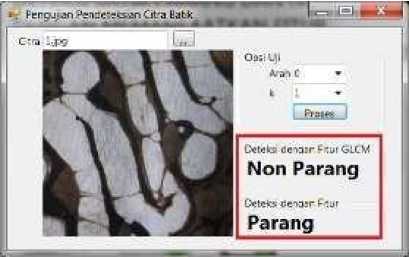 Pengujian Pendeteksian Citra Batik
Citra 1.jpg ...
Opsi Uji
Arah 0
k 1
Proses
Deteksi dengan Fitur GLCM
Non Parang
Deteksi dengan Fitur
Parang